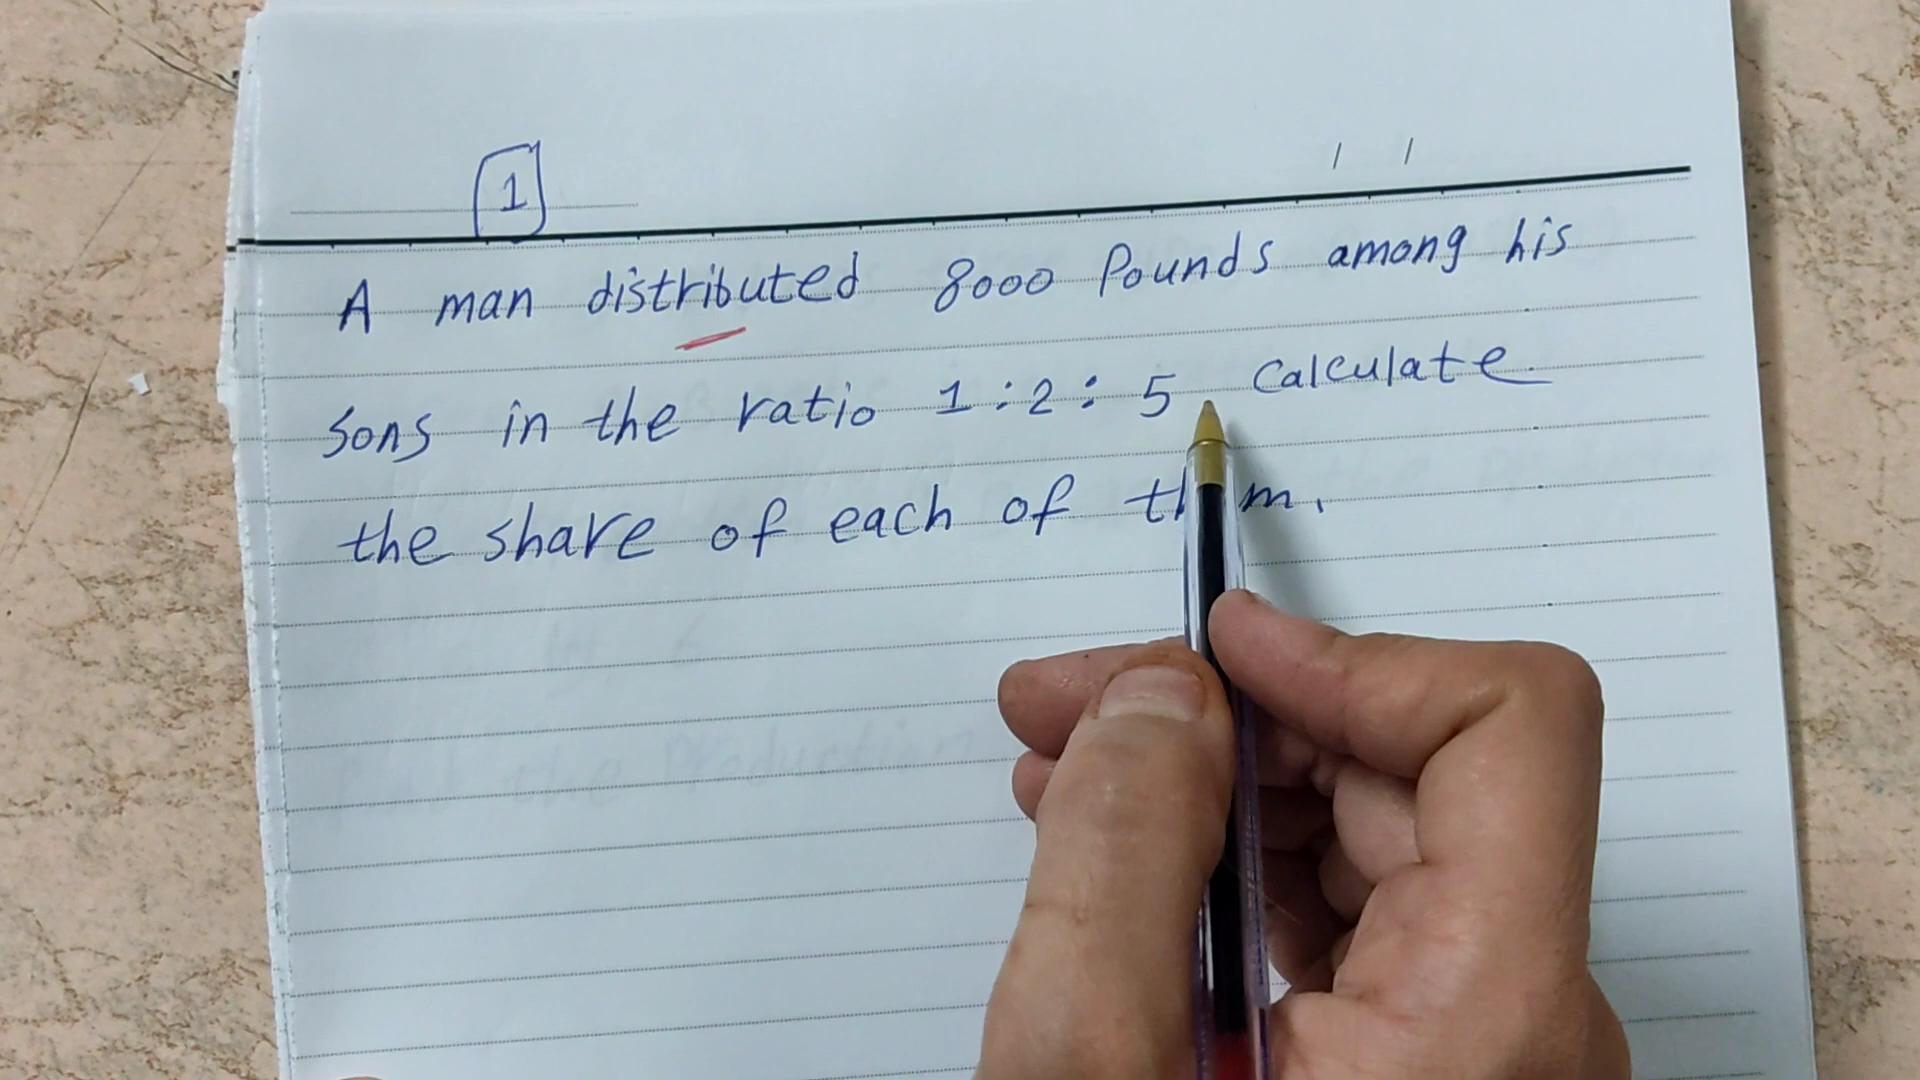 1
/ /
A man distributed 8000 Pounds among his
sons in the ratio 1 : 2 : 5 Calculate
the share of each of